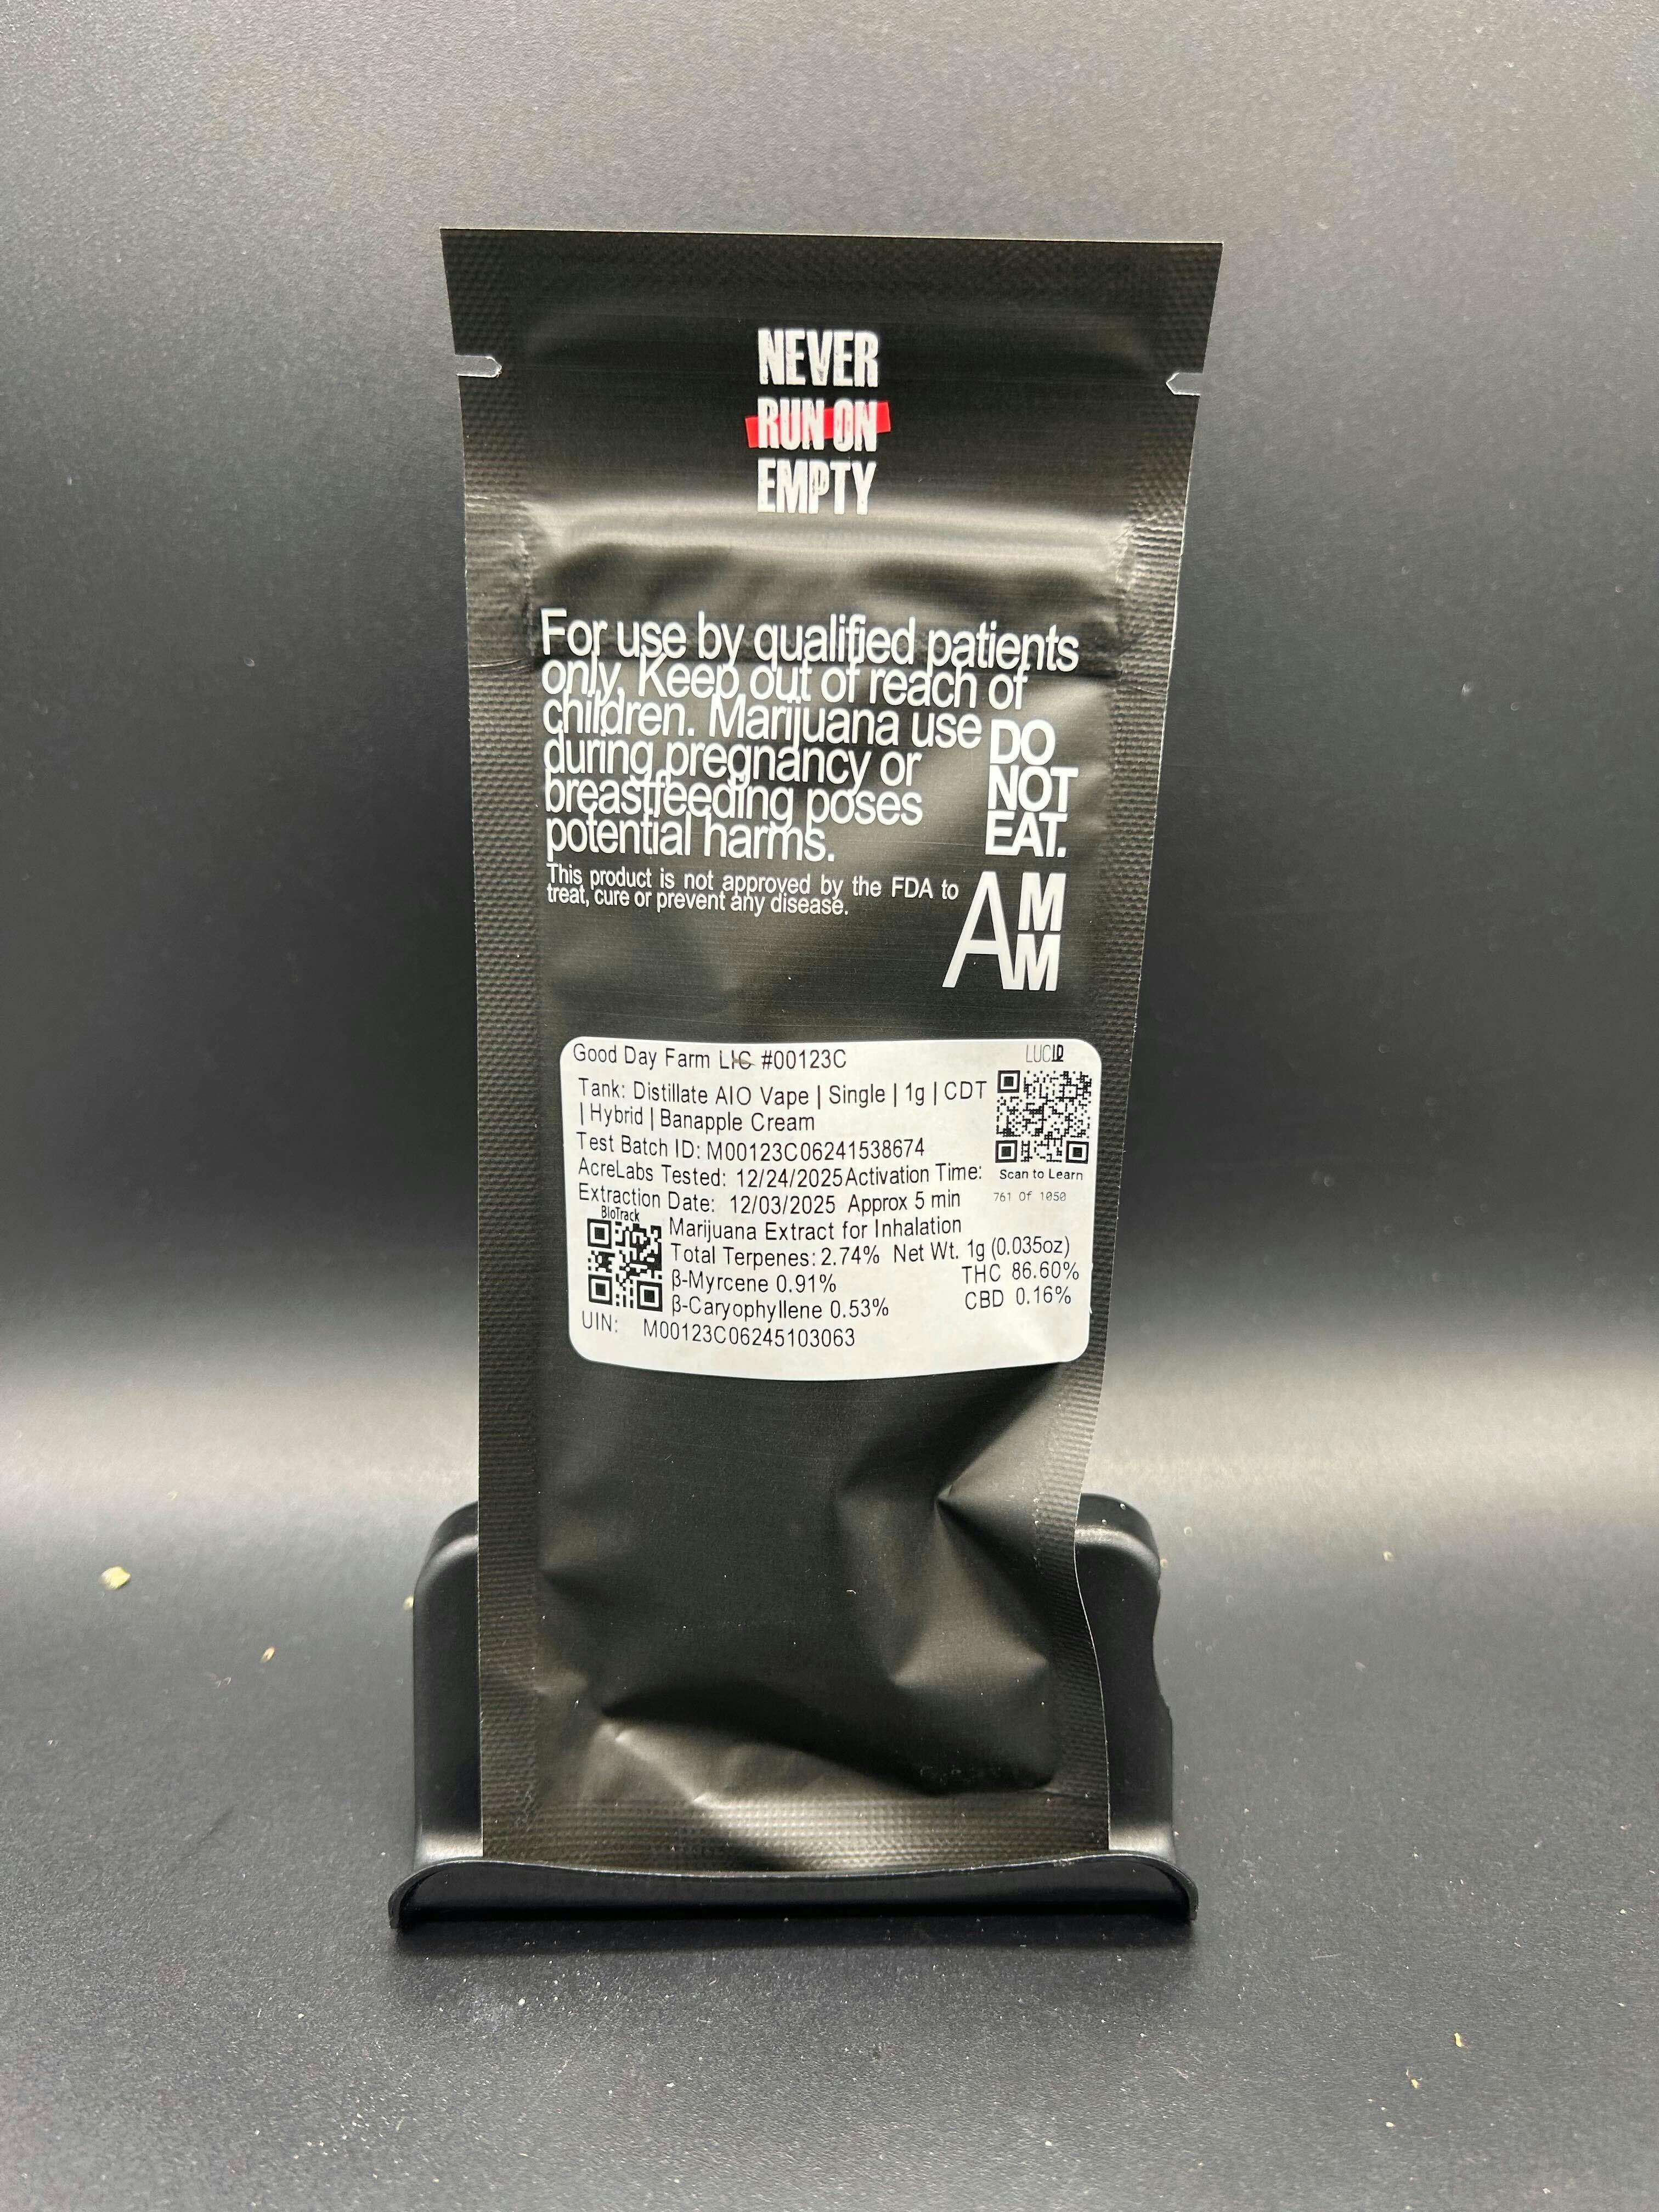 NEVER
RUN ON
EMPTY
For use by qualified patients
only. Keep out of reach of
children. Marijuana use
during pregnancy or
breastfeeding poses
potential harms.
DO
NOT
EAT.
This product is not approved by the FDA to
treat, cure or prevent any disease.
AM
M
Good Day Farm LIC #00123C
LUCID
Tank: Distillate AIO Vape | Single | 1g | CDT
| Hybrid | Banapple Cream
Test Batch ID: M00123C06241538674
AcreLabs Tested: 12/24/2025 Activation Time:
Scan to Learn
Extraction Date: 12/03/2025 Approx 5 min
761 Of 1050
BioTrack
Marijuana Extract for Inhalation
Total Terpenes: 2.74% Net Wt. 1g (0.035oz)
β-Myrcene 0.91% THC 86.60%
β-Caryophyllene 0.53% CBD 0.16%
UIN: M00123C06245103063